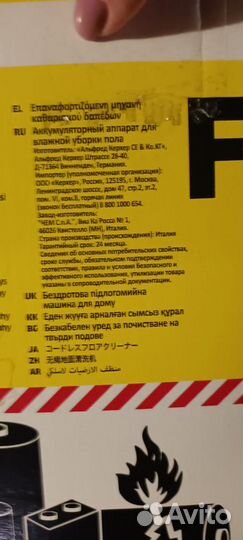 EL Επαναφορτιζόμενη μηχανή
καθαρισμού δαπέδων
RU Аккумуляторный аппарат для
влажной уборки пола
Изготовитель: «Альфред Керхер СЕ & Ко.КГ»,
Альфред Керхер Штрассе 28-40,
Д-71364 Винненден, Германия.
Импортер (уполномоченная организация):
ООО «Керхер», Россия, 125195, г. Москва,
Ленинградское шоссе, дом 47, стр.2, эт.2,
пом. VI, ком.3, горячая линия
(звонок бесплатный) 8 800 1000 654.
Завод-изготовитель:
"ЧЕМ С.п.А.", Виа Ка Росса № 1,
46026 Квистелло (МН), Италия.
Страна производства (происхождения): Италия
Гарантийный срок: 24 месяца.
Сведения об основных потребительских свойствах,
сроке службы, обязательном подтверждении
соответствия, правила и условия безопасного и
эффективного использования, утилизации товара
указаны в сопроводительной документации.
UK Бездротова підлогомийна
машина для дому
KK Еден жууға арналған сымсыз құрал
BG Безкабелен уред за почистване на
твърди подове
JA コードレスフロアクリーナー
ZH 无绳地面清洗机
AR منظف الأرضيات لاسلكي
F
Avito